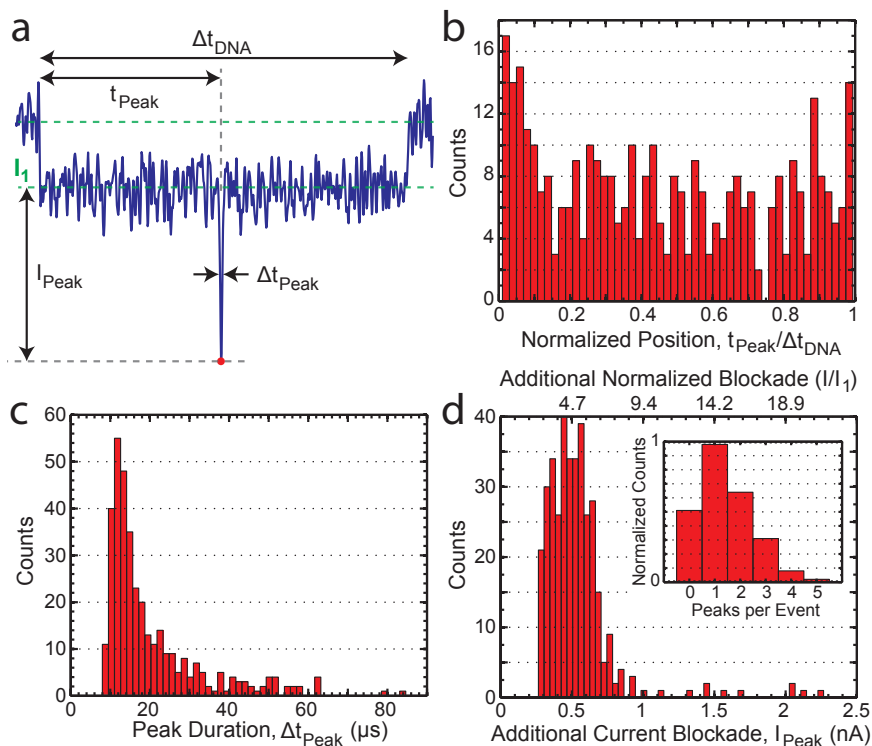 a
Δt_DNA
t_Peak
I_1
I_Peak
Δt_Peak
b
16
12
8
4
0
Counts
0 0.2 0.4 0.6 0.8 1
Normalized Position, t_Peak/Δt_DNA
c
60
50
40
30
20
10
0
Counts
0 20 40 60 80
Peak Duration, Δt_Peak (μs)
d
Additional Normalized Blockade (I/I_1)
4.7 9.4 14.2 18.9
40
35
30
25
20
15
10
5
0
Counts
0 0.5 1 1.5 2 2.5
Additional Current Blockade, I_Peak (nA)
1
0
Normalized Counts
0 1 2 3 4 5
Peaks per Event